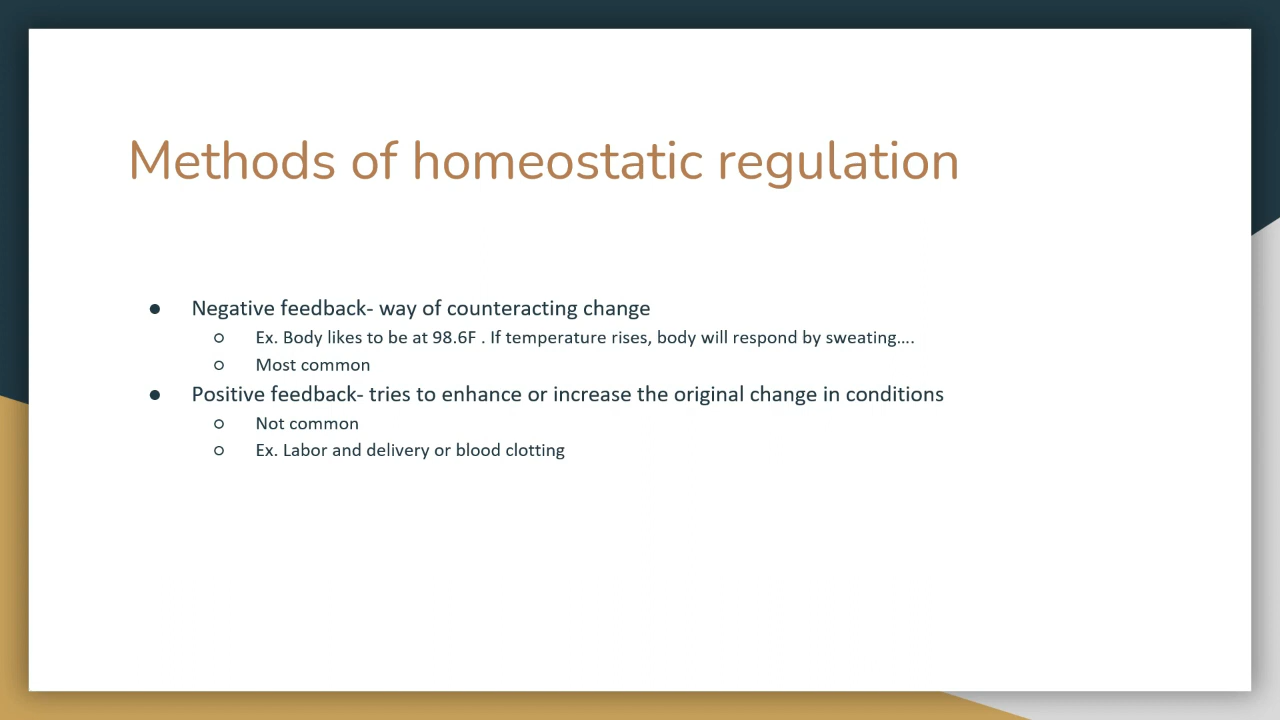 Methods of homeostatic regulation
● Negative feedback- way of counteracting change
○ Ex. Body likes to be at 98.6F . If temperature rises, body will respond by sweating....
○ Most common
● Positive feedback- tries to enhance or increase the original change in conditions
○ Not common
○ Ex. Labor and delivery or blood clotting